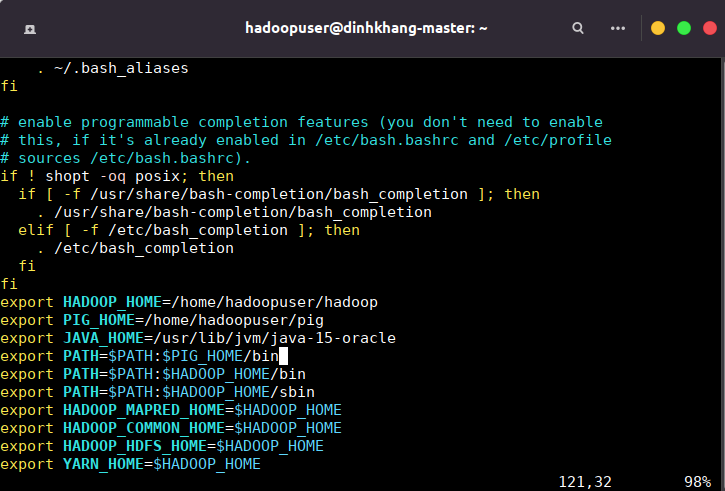 hadoopuser@dinhkhang-master: ~
    . ~/.bash_aliases
fi

# enable programmable completion features (you don't need to enable
# this, if it's already enabled in /etc/bash.bashrc and /etc/profile
# sources /etc/bash.bashrc).
if ! shopt -oq posix; then
  if [ -f /usr/share/bash-completion/bash_completion ]; then
    . /usr/share/bash-completion/bash_completion
  elif [ -f /etc/bash_completion ]; then
    . /etc/bash_completion
  fi
fi
export HADOOP_HOME=/home/hadoopuser/hadoop
export PIG_HOME=/home/hadoopuser/pig
export JAVA_HOME=/usr/lib/jvm/java-15-oracle
export PATH=$PATH:$PIG_HOME/bin
export PATH=$PATH:$HADOOP_HOME/bin
export PATH=$PATH:$HADOOP_HOME/sbin
export HADOOP_MAPRED_HOME=$HADOOP_HOME
export HADOOP_COMMON_HOME=$HADOOP_HOME
export HADOOP_HDFS_HOME=$HADOOP_HOME
export YARN_HOME=$HADOOP_HOME
121,32 98%